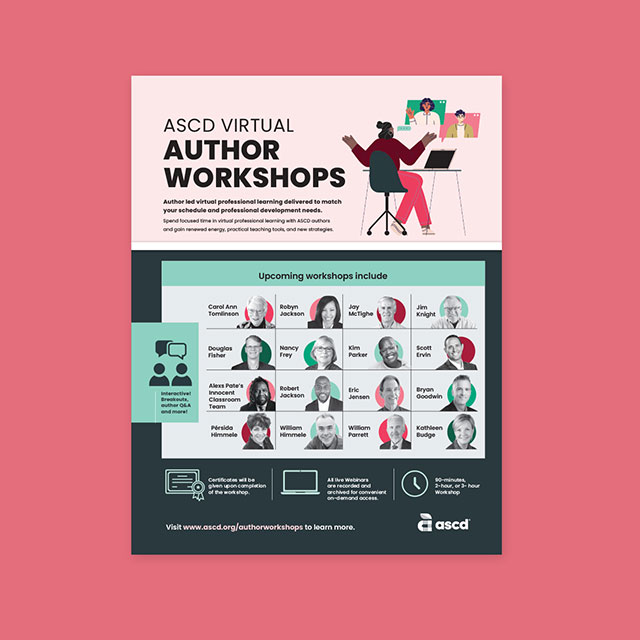 ASCD VIRTUAL
AUTHOR
WORKSHOPS
Author led virtual professional learning delivered to match
your schedule and professional development needs.
Spend focused time in virtual professional learning with ASCD authors
and gain renewed energy, practical teaching tools, and new strategies.
Upcoming workshops include
Carol Ann
Tomlinson
Robyn
Jackson
Jay
McTighe
Jim
Knight
Douglas
Fisher
Nancy
Frey
Kim
Parker
Scott
Ervin
Alexs Pate's
Innocent
Classroom
Team
Robert
Jackson
Eric
Jensen
Bryan
Goodwin
Pérsida
Himmele
William
Himmele
William
Parrett
Kathleen
Budge
Interactive!
Breakouts,
author Q&A
and more!
Certificates will be
given upon completion
of the workshop.
All live Webinars
are recorded and
archived for convenient
on-demand access.
90-minutes,
2-hour, or 3- hour
Workshop
Visit www.ascd.org/authorworkshops to learn more.
ascd